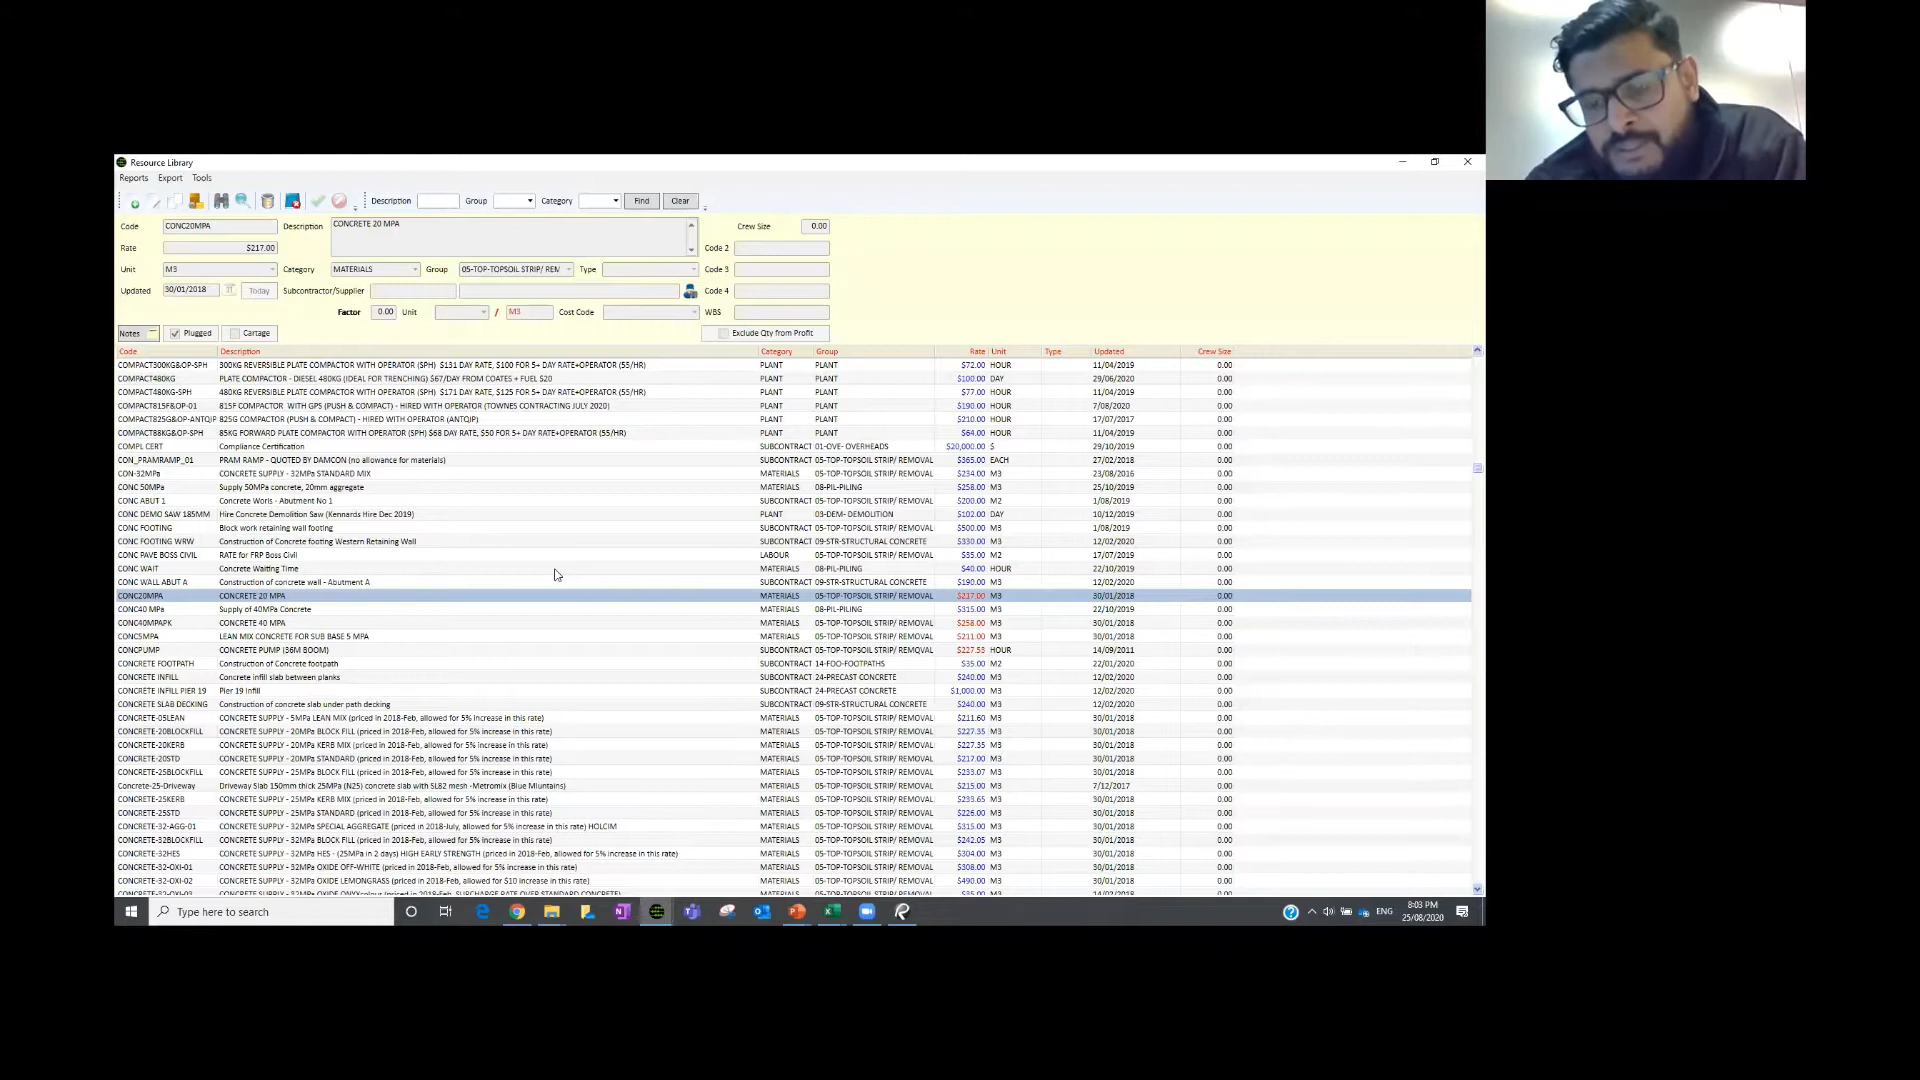 Resource Library
Reports Export Tools
Description Group Category Find Clear
Code CONC20MPA Description CONCRETE 20 MPA Crew Size 0.00
Rate $217.00 Code 2
Unit M3 Category MATERIALS Group 05-TOP-TOPSOIL STRIP/ REM Type Code 3
Updated 30/01/2018 Today Subcontractor/Supplier Code 4
Factor 0.00 Unit / M3 Cost Code WBS
Notes Plugged Cartage Exclude Qty from Profit
Code Description Category Group Rate Unit Type Updated Crew Size
COMPACT300KG&OP-SPH 300KG REVERSIBLE PLATE COMPACTOR WITH OPERATOR (SPH) $131 DAY RATE, $100 FOR 5+ DAY RATE+OPERATOR (55/HR) PLANT PLANT $72.00 HOUR 11/04/2019 0.00
COMPACT480KG PLATE COMPACTOR - DIESEL 480KG (IDEAL FOR TRENCHING) $67/DAY FROM COATES + FUEL $20 PLANT PLANT $100.00 DAY 29/06/2020 0.00
COMPACT480KG-SPH 480KG REVERSIBLE PLATE COMPACTOR WITH OPERATOR (SPH) $171 DAY RATE, $125 FOR 5+ DAY RATE+OPERATOR (55/HR) PLANT PLANT $77.00 HOUR 11/04/2019 0.00
COMPACT815F&OP-01 815F COMPACTOR WITH GPS (PUSH & COMPACT) - HIRED WITH OPERATOR (TOWNES CONTRACTING JULY 2020) PLANT PLANT $190.00 HOUR 7/08/2020 0.00
COMPACT825G&OP-ANTQIP 825G COMPACTOR (PUSH & COMPACT) - HIRED WITH OPERATOR (ANTQIP) PLANT PLANT $210.00 HOUR 17/07/2017 0.00
COMPACT88KG&OP-SPH 85KG FORWARD PLATE COMPACTOR WITH OPERATOR (SPH) $68 DAY RATE, $50 FOR 5+ DAY RATE+OPERATOR (55/HR) PLANT PLANT $64.00 HOUR 11/04/2019 0.00
COMPL CERT Compliance Certification SUBCONTRACT 01-OVE- OVERHEADS $20,000.00 $ 29/10/2019 0.00
CON_PRAMRAMP_01 PRAM RAMP - QUOTED BY DAMCON (no allowance for materials) SUBCONTRACT 05-TOP-TOPSOIL STRIP/ REMOVAL $365.00 EACH 27/02/2018 0.00
CON-32MPa CONCRETE SUPPLY - 32MPA STANDARD MIX MATERIALS 05-TOP-TOPSOIL STRIP/ REMOVAL $234.00 M3 23/08/2016 0.00
CONC 50MPa Supply 50MPa concrete, 20mm aggregate MATERIALS 08-PIL-PILING $258.00 M3 25/10/2019 0.00
CONC ABUT 1 Concrete Woris - Abutment No 1 SUBCONTRACT 05-TOP-TOPSOIL STRIP/ REMOVAL $200.00 M2 1/08/2019 0.00
CONC DEMO SAW 185MM Hire Concrete Demolition Saw (Kennards Hire Dec 2019) PLANT 03-DEM- DEMOLITION $102.00 DAY 10/12/2019 0.00
CONC FOOTING Block work retaining wall footing SUBCONTRACT 05-TOP-TOPSOIL STRIP/ REMOVAL $500.00 M3 1/08/2019 0.00
CONC FOOTING WRW Construction of Concrete footing Western Retaining Wall SUBCONTRACT 09-STR-STRUCTURAL CONCRETE $330.00 M3 12/02/2020 0.00
CONC PAVE BOSS CIVIL RATE for FRP Boss Civil LABOUR 05-TOP-TOPSOIL STRIP/ REMOVAL $35.00 M2 17/07/2019 0.00
CONC WAIT Concrete Waiting Time MATERIALS 08-PIL-PILING $40.00 HOUR 22/10/2019 0.00
CONC WALL ABUT A Construction of concrete wall - Abutment A SUBCONTRACT 09-STR-STRUCTURAL CONCRETE $190.00 M3 12/02/2020 0.00
CONC20MPA CONCRETE 20 MPA MATERIALS 05-TOP-TOPSOIL STRIP/ REMOVAL $217.00 M3 30/01/2018 0.00
CONC40 MPa Supply of 40MPa Concrete MATERIALS 08-PIL-PILING $315.00 M3 22/10/2019 0.00
CONC40MPAPK CONCRETE 40 MPA MATERIALS 05-TOP-TOPSOIL STRIP/ REMOVAL $258.00 M3 30/01/2018 0.00
CONC5MPA LEAN MIX CONCRETE FOR SUB BASE 5 MPA MATERIALS 05-TOP-TOPSOIL STRIP/ REMOVAL $211.00 M3 30/01/2018 0.00
CONCPUMP CONCRETE PUMP (36M BOOM) SUBCONTRACT 05-TOP-TOPSOIL STRIP/ REMOVAL $227.53 HOUR 14/09/2011 0.00
CONCRETE FOOTPATH Construction of Concrete footpath SUBCONTRACT 14-FOO-FOOTPATHS $35.00 M2 22/01/2020 0.00
CONCRETE INFILL Concrete infill slab between planks SUBCONTRACT 24-PRECAST CONCRETE $240.00 M3 12/02/2020 0.00
CONCRETE INFILL PIER 19 Pier 19 Infill SUBCONTRACT 24-PRECAST CONCRETE $1,000.00 M3 12/02/2020 0.00
CONCRETE SLAB DECKING Construction of concrete slab under path decking SUBCONTRACT 09-STR-STRUCTURAL CONCRETE $240.00 M3 12/02/2020 0.00
CONCRETE-05LEAN CONCRETE SUPPLY - 5MPa LEAN MIX (priced in 2018-Feb, allowed for 5% increase in this rate) MATERIALS 05-TOP-TOPSOIL STRIP/ REMOVAL $211.60 M3 30/01/2018 0.00
CONCRETE-20BLOCKFILL CONCRETE SUPPLY - 20MPa BLOCK FILL (priced in 2018-Feb, allowed for 5% increase in this rate) MATERIALS 05-TOP-TOPSOIL STRIP/ REMOVAL $227.35 M3 30/01/2018 0.00
CONCRETE-20KERB CONCRETE SUPPLY - 20MPa KERB MIX (priced in 2018-Feb, allowed for 5% increase in this rate) MATERIALS 05-TOP-TOPSOIL STRIP/ REMOVAL $227.35 M3 30/01/2018 0.00
CONCRETE-20STD CONCRETE SUPPLY - 20MPa STANDARD (priced in 2018-Feb, allowed for 5% increase in this rate) MATERIALS 05-TOP-TOPSOIL STRIP/ REMOVAL $217.00 M3 30/01/2018 0.00
CONCRETE-25BLOCKFILL CONCRETE SUPPLY - 25MPa BLOCK FILL (priced in 2018-Feb, allowed for 5% increase in this rate) MATERIALS 05-TOP-TOPSOIL STRIP/ REMOVAL $233.07 M3 30/01/2018 0.00
Concrete-25-Driveway Driveway Slab 150mm thick 25MPa (N25) concrete slab with SL82 mesh -Metromix (Blue Miuntains) MATERIALS 05-TOP-TOPSOIL STRIP/ REMOVAL $215.00 M3 7/12/2017 0.00
CONCRETE-25KERB CONCRETE SUPPLY - 25MPa KERB MIX (priced in 2018-Feb, allowed for 5% increase in this rate) MATERIALS 05-TOP-TOPSOIL STRIP/ REMOVAL $233.65 M3 30/01/2018 0.00
CONCRETE-25STD CONCRETE SUPPLY - 25MPa STANDARD (priced in 2018-Feb, allowed for 5% increase in this rate) MATERIALS 05-TOP-TOPSOIL STRIP/ REMOVAL $226.00 M3 30/01/2018 0.00
CONCRETE-32-AGG-01 CONCRETE SUPPLY - 32MPa SPECIAL AGGREGATE (priced in 2018-July, allowed for 5% increase in this rate) HOLCIM MATERIALS 05-TOP-TOPSOIL STRIP/ REMOVAL $315.00 M3 30/01/2018 0.00
CONCRETE-32BLOCKFILL CONCRETE SUPPLY - 32MPa BLOCK FILL (priced in 2018-Feb, allowed for 5% increase in this rate) MATERIALS 05-TOP-TOPSOIL STRIP/ REMOVAL $242.05 M3 30/01/2018 0.00
CONCRETE-32HES CONCRETE SUPPLY - 32MPa HES - (25MPa in 2 days) HIGH EARLY STRENGTH (priced in 2018-Feb, allowed for 5% increase in this rate) MATERIALS 05-TOP-TOPSOIL STRIP/ REMOVAL $304.00 M3 30/01/2018 0.00
CONCRETE-32-OXI-01 CONCRETE SUPPLY - 32MPa OXIDE OFF-WHITE (priced in 2018-Feb, allowed for 5% increase in this rate) MATERIALS 05-TOP-TOPSOIL STRIP/ REMOVAL $308.00 M3 30/01/2018 0.00
CONCRETE-32-OXI-02 CONCRETE SUPPLY - 32MPa OXIDE LEMONGRASS (priced in 2018-Feb, allowed for $10 increase in this rate) MATERIALS 05-TOP-TOPSOIL STRIP/ REMOVAL $490.00 M3 30/01/2018 0.00
Type here to search ENG 8:03 PM
25/08/2020